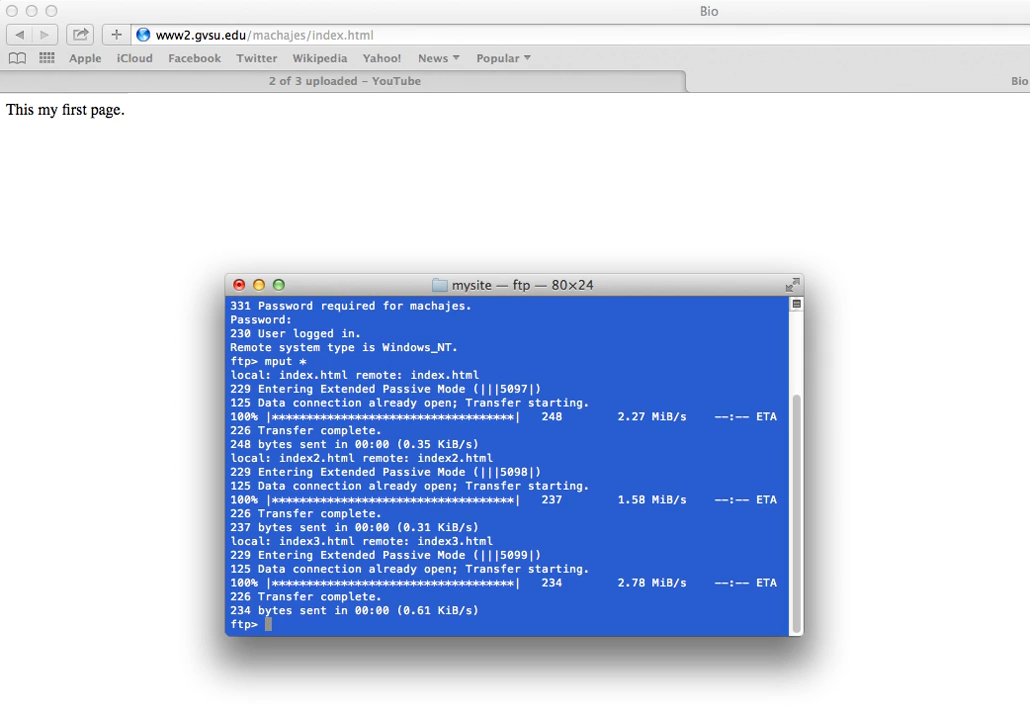 Bio
www2.gvsu.edu/machajes/index.html
Apple iCloud Facebook Twitter Wikipedia Yahoo! News Popular
2 of 3 uploaded – YouTube Bio
This my first page.
mysite — ftp — 80×24
331 Password required for machajes.
Password:
230 User logged in.
Remote system type is Windows_NT.
ftp> mput *
local: index.html remote: index.html
229 Entering Extended Passive Mode (|||5097|)
125 Data connection already open; Transfer starting.
100% |***********************************| 248 2.27 MiB/s --:-- ETA
226 Transfer complete.
248 bytes sent in 00:00 (0.35 KiB/s)
local: index2.html remote: index2.html
229 Entering Extended Passive Mode (|||5098|)
125 Data connection already open; Transfer starting.
100% |***********************************| 237 1.58 MiB/s --:-- ETA
226 Transfer complete.
237 bytes sent in 00:00 (0.31 KiB/s)
local: index3.html remote: index3.html
229 Entering Extended Passive Mode (|||5099|)
125 Data connection already open; Transfer starting.
100% |***********************************| 234 2.78 MiB/s --:-- ETA
226 Transfer complete.
234 bytes sent in 00:00 (0.61 KiB/s)
ftp>